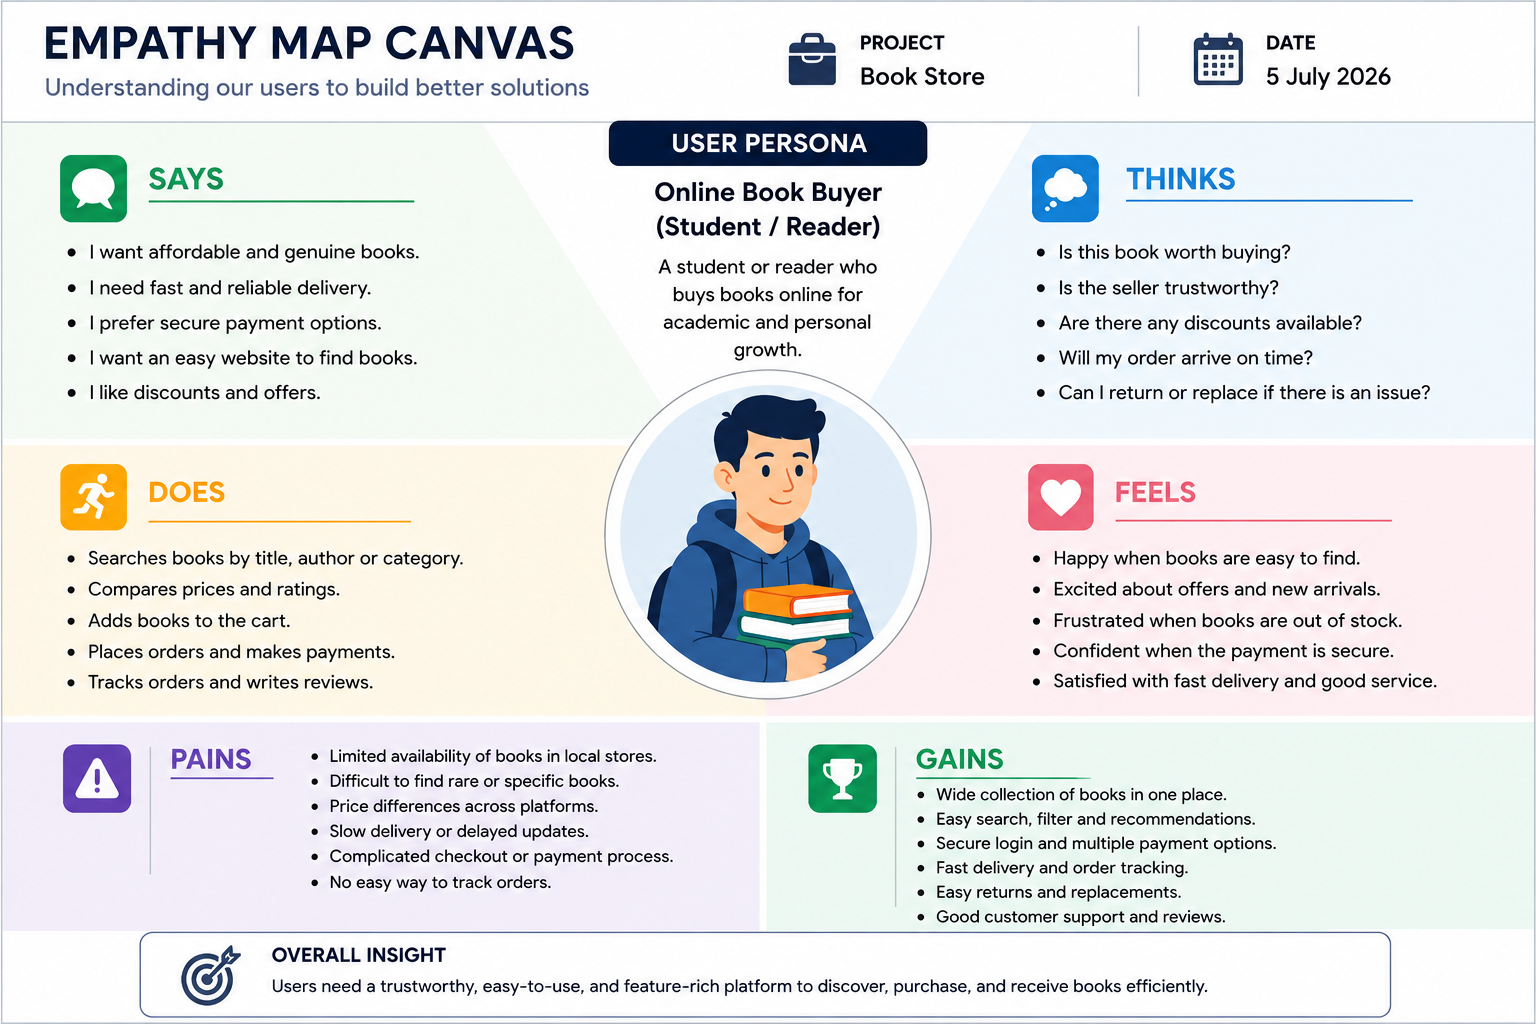 EMPATHY MAP CANVAS
Understanding our users to build better solutions
PROJECT
Book Store
DATE
5 July 2026
USER PERSONA
Online Book Buyer
(Student / Reader)
A student or reader who
buys books online for
academic and personal
growth.
SAYS
• I want affordable and genuine books.
• I need fast and reliable delivery.
• I prefer secure payment options.
• I want an easy website to find books.
• I like discounts and offers.
THINKS
• Is this book worth buying?
• Is the seller trustworthy?
• Are there any discounts available?
• Will my order arrive on time?
• Can I return or replace if there is an issue?
DOES
• Searches books by title, author or category.
• Compares prices and ratings.
• Adds books to the cart.
• Places orders and makes payments.
• Tracks orders and writes reviews.
FEELS
• Happy when books are easy to find.
• Excited about offers and new arrivals.
• Frustrated when books are out of stock.
• Confident when the payment is secure.
• Satisfied with fast delivery and good service.
PAINS
• Limited availability of books in local stores.
• Difficult to find rare or specific books.
• Price differences across platforms.
• Slow delivery or delayed updates.
• Complicated checkout or payment process.
• No easy way to track orders.
GAINS
• Wide collection of books in one place.
• Easy search, filter and recommendations.
• Secure login and multiple payment options.
• Fast delivery and order tracking.
• Easy returns and replacements.
• Good customer support and reviews.
OVERALL INSIGHT
Users need a trustworthy, easy-to-use, and feature-rich platform to discover, purchase, and receive books efficiently.